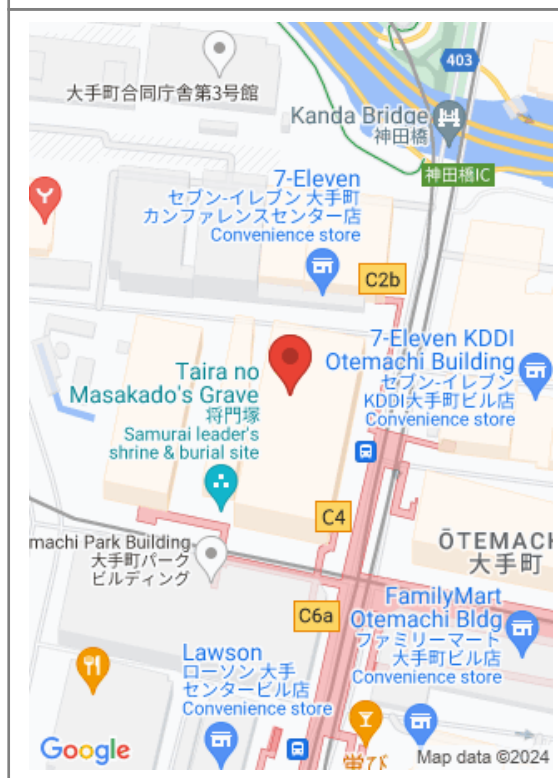 403
大手町合同庁舎第3号館
Kanda Bridge
神田橋
神田橋IC
7-Eleven
セブン-イレブン 大手町
カンファレンスセンター店
Convenience store
C2b
7-Eleven KDDI
Otemachi Building
セブン-イレブン
KDDI大手町ビル店
Convenience store
Taira no
Masakado's Grave
将門塚
Samurai leader's
shrine & burial site
C4
machi Park Building
大手町パーク
ビルディング
ŌTEMACH
大手町
C6a
FamilyMart
Otemachi Bldg
ファミリーマート
大手町ビル店
Convenience store
Lawson
ローソン 大手
センタービル店
Convenience store
Google
Map data ©2024